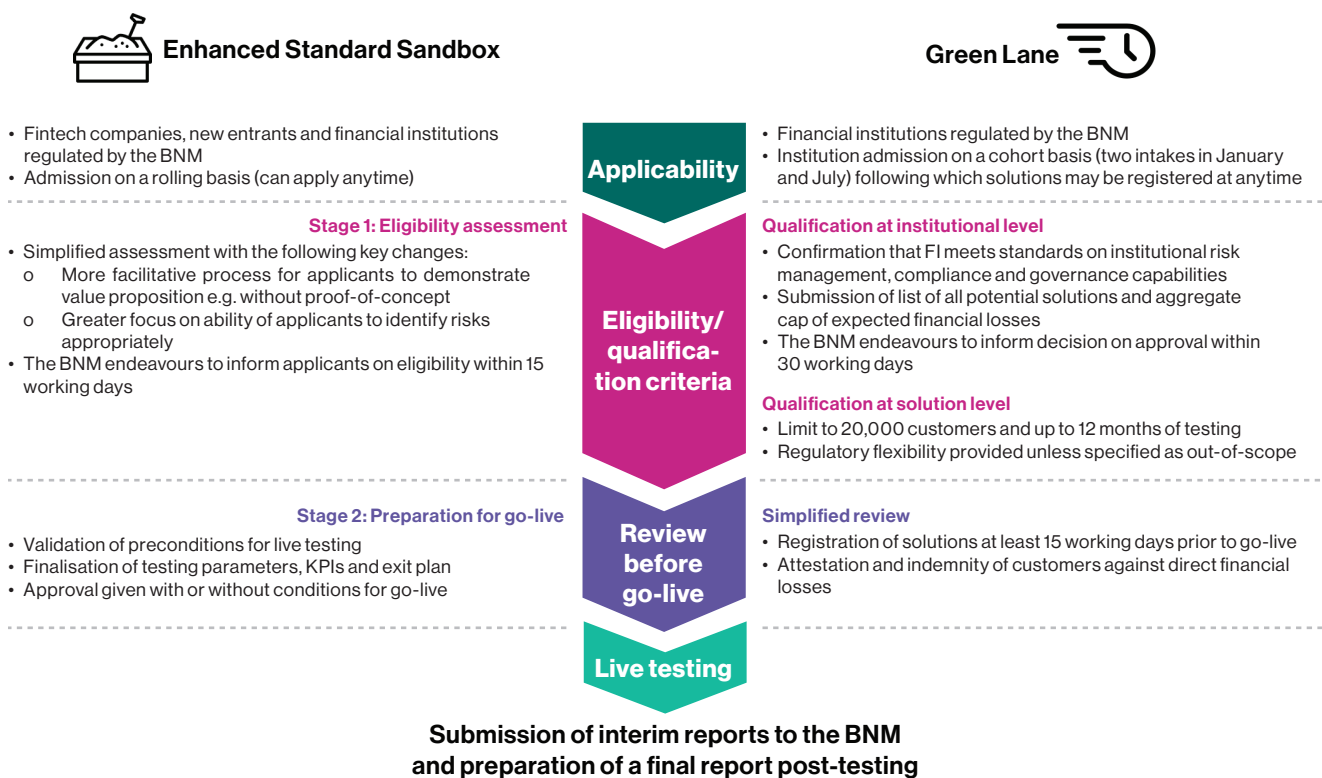 Enhanced Standard Sandbox
Green Lane
• Fintech companies, new entrants and financial institutions
regulated by the BNM
• Admission on a rolling basis (can apply anytime)
Applicability
• Financial institutions regulated by the BNM
• Institution admission on a cohort basis (two intakes in January
and July) following which solutions may be registered at anytime
Stage 1: Eligibility assessment
• Simplified assessment with the following key changes:
o More facilitative process for applicants to demonstrate
value proposition e.g. without proof-of-concept
o Greater focus on ability of applicants to identify risks
appropriately
• The BNM endeavours to inform applicants on eligibility within 15
working days
Eligibility/
qualifica-
tion criteria
Qualification at institutional level
• Confirmation that FI meets standards on institutional risk
management, compliance and governance capabilities
• Submission of list of all potential solutions and aggregate
cap of expected financial losses
• The BNM endeavours to inform decision on approval within
30 working days
Qualification at solution level
• Limit to 20,000 customers and up to 12 months of testing
• Regulatory flexibility provided unless specified as out-of-scope
Stage 2: Preparation for go-live
• Validation of preconditions for live testing
• Finalisation of testing parameters, KPIs and exit plan
• Approval given with or without conditions for go-live
Review
before
go-live
Simplified review
• Registration of solutions at least 15 working days prior to go-live
• Attestation and indemnity of customers against direct financial
losses
Live testing
Submission of interim reports to the BNM
and preparation of a final report post-testing